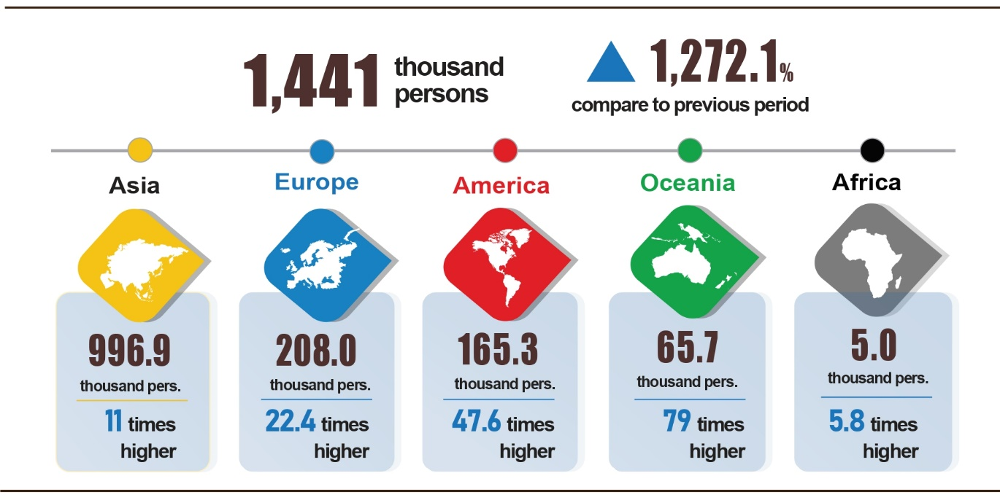 1,441 thousand
persons
1,272.1%
compare to previous period
Asia
Europe
America
Oceania
Africa
996.9
thousand pers.
11 times
higher
208.0
thousand pers.
22.4 times
higher
165.3
thousand pers.
47.6 times
higher
65.7
thousand pers.
79 times
higher
5.0
thousand pers.
5.8 times
higher